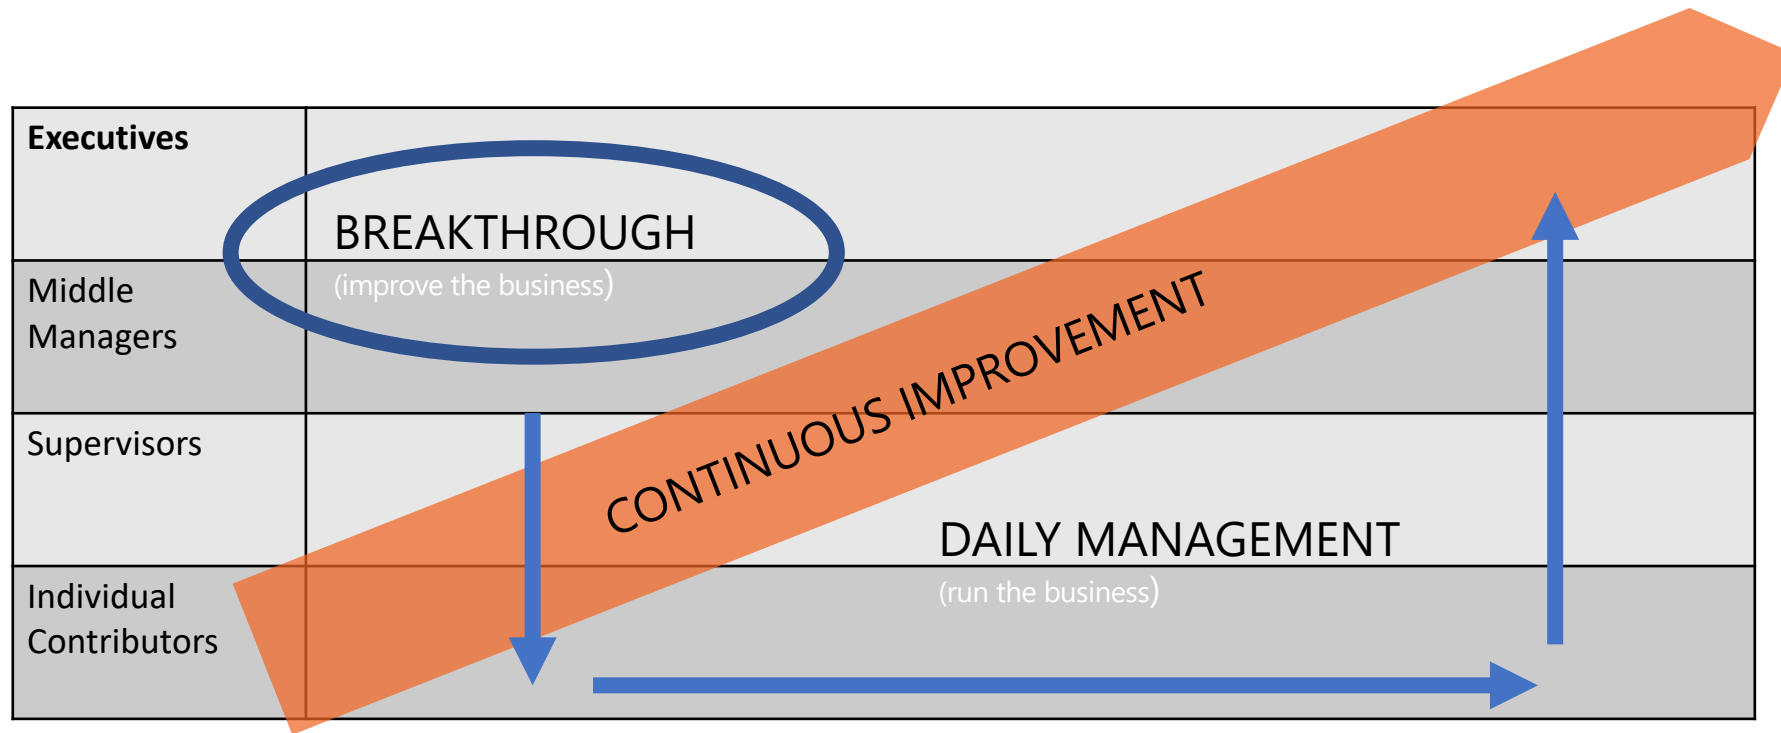 Executives
BREAKTHROUGH
(improve the business)
Middle
Managers
CONTINUOUS IMPROVEMENT
Supervisors
DAILY MANAGEMENT
(run the business)
Individual
Contributors